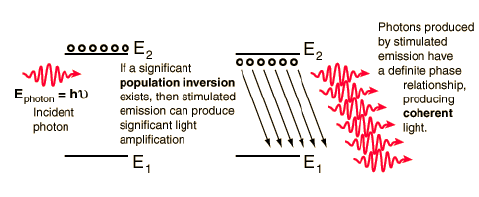 E2
If a significant
population inversion
exists, then stimulated
emission can produce
significant light
amplification
Ephoton = hυ
Incident
photon
E1
E2
E1
Photons produced
by stimulated
emission have
a definite phase
relationship,
producing
coherent
light.